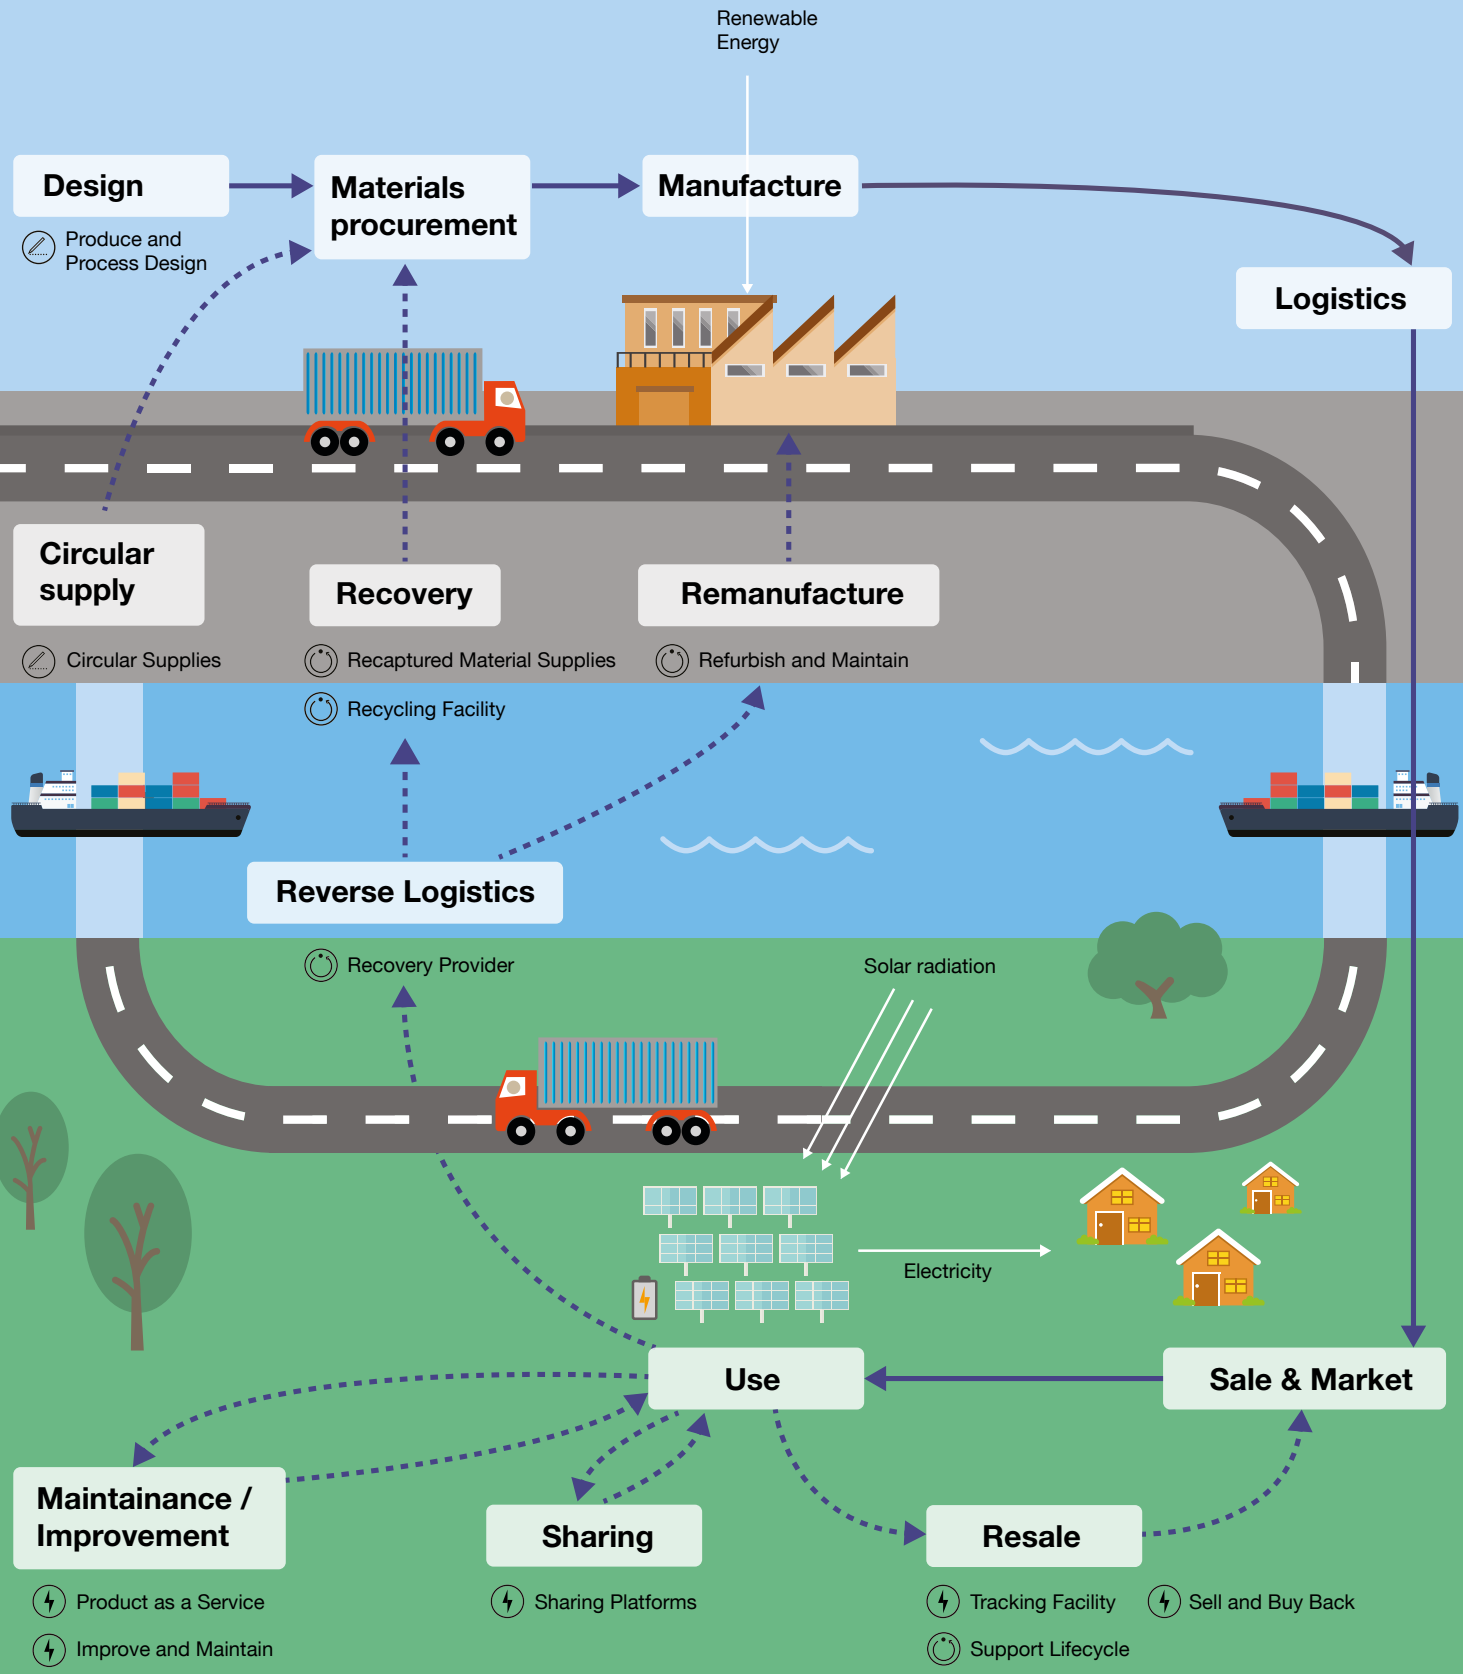 Renewable
Energy
Design
Materials
procurement
Manufacture
Produce and
Process Design
Logistics
Circular
supply
Recovery
Remanufacture
Circular Supplies
Recaptured Material Supplies
Refurbish and Maintain
Recycling Facility
Reverse Logistics
Recovery Provider
Solar radiation
Electricity
Use
Sale & Market
Maintainance /
Improvement
Sharing
Resale
Product as a Service
Sharing Platforms
Tracking Facility
Sell and Buy Back
Improve and Maintain
Support Lifecycle